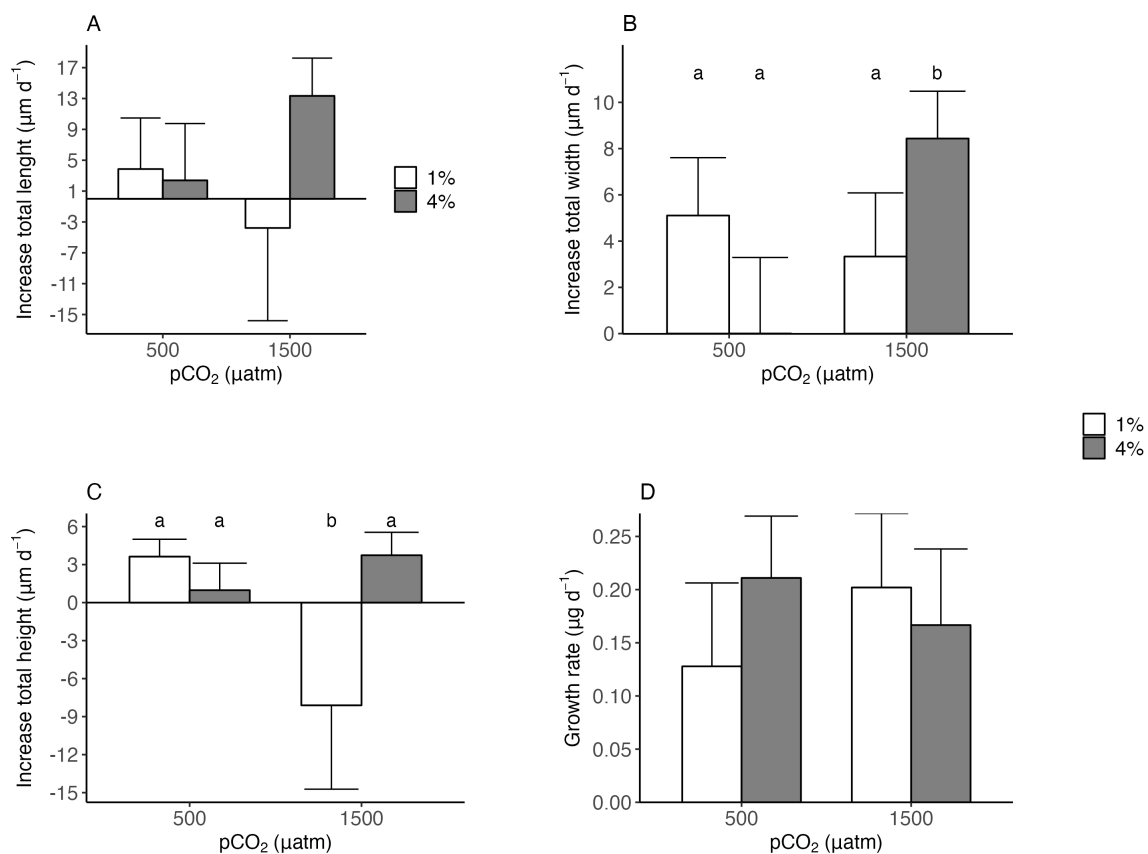 A
Increase total lenght (µm d⁻¹)
17
13
9
5
1
-3
-7
-11
-15
500 1500
pCO₂ (µatm)
1%
4%
B
Increase total width (µm d⁻¹)
a a a b
10
8
6
4
2
0
500 1500
pCO₂ (µatm)
1%
4%
C
Increase total height (µm d⁻¹)
a a b a
6
3
0
-3
-6
-9
-12
-15
500 1500
pCO₂ (µatm)
D
Growth rate (µg d⁻¹)
0.25
0.20
0.15
0.10
0.05
0.00
500 1500
pCO₂ (µatm)